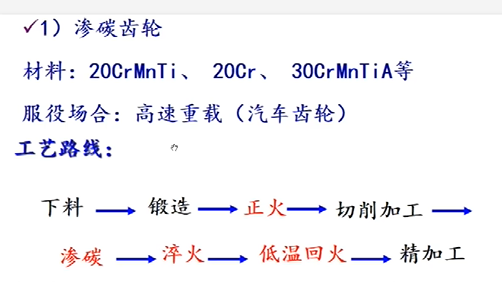 ✓1）渗碳齿轮
材料：20CrMnTi、 20Cr、 30CrMnTiA等
服役场合：高速重载（汽车齿轮）
工艺路线：
下料 → 锻造 → 正火 → 切削加工 →
渗碳 → 淬火 → 低温回火 → 精加工